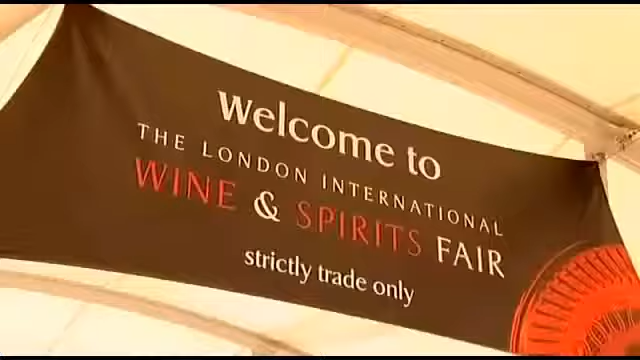 Welcome to
THE LONDON INTERNATIONAL
WINE & SPIRITS FAIR
strictly trade only